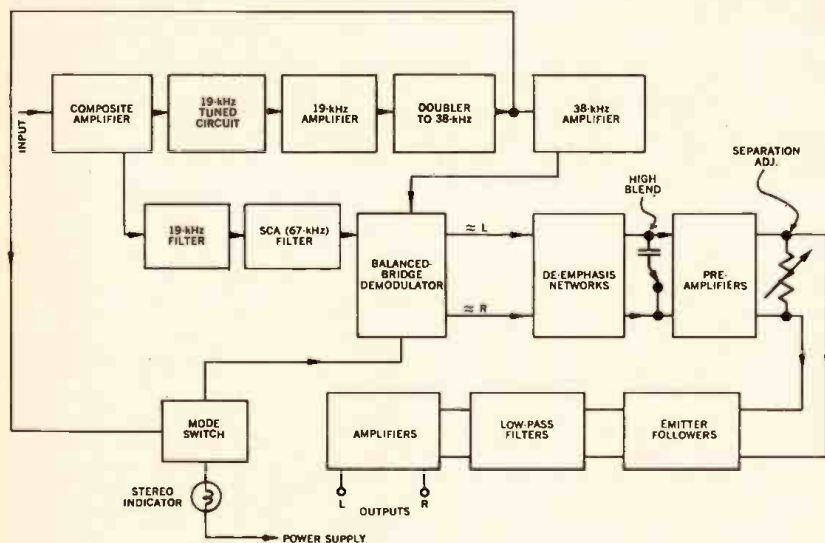 COMPOSITE
AMPLIFIER
19-kHz
TUNED
CIRCUIT
19-kHz
AMPLIFIER
DOUBLER
TO 38-kHz
38-kHz
AMPLIFIER
INPUT
SEPARATION
ADJ.
HIGH
BLEND
19-kHz
FILTER
SCA (67-kHz)
FILTER
BALANCED-
BRIDGE
DEMODULATOR
≈ L
≈ R
DE-EMPHASIS
NETWORKS
PRE-
AMPLIFIERS
MODE
SWITCH
AMPLIFIERS
LOW-PASS
FILTERS
EMITTER
FOLLOWERS
STEREO
INDICATOR
L
R
OUTPUTS
POWER SUPPLY